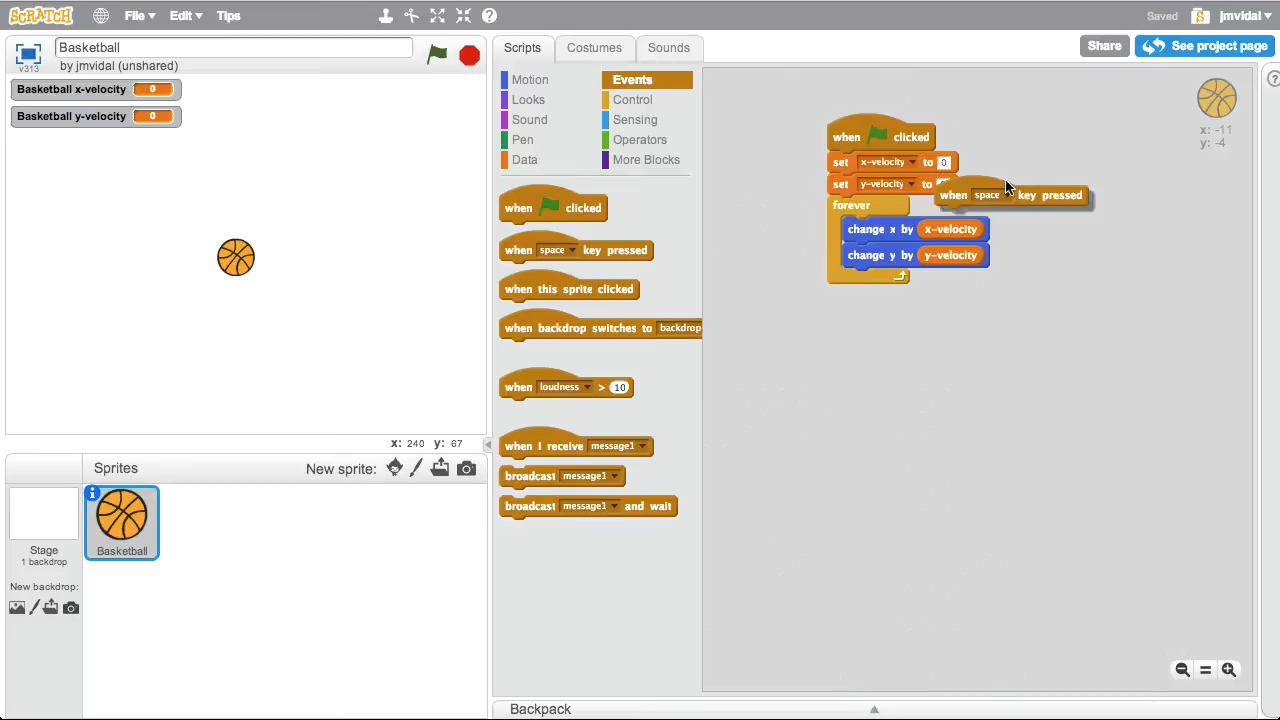 SCRATCH File Edit Tips Saved jmvidal
v313 Basketball
by jmvidal (unshared)
Basketball x-velocity 0
Basketball y-velocity 0
x: 240 y: 67
Sprites New sprite:
Stage
1 backdrop
New backdrop:
Basketball
Scripts Costumes Sounds
Share See project page
Motion Events
Looks Control
Sound Sensing
Pen Operators
Data More Blocks
when clicked
when space key pressed
when this sprite clicked
when backdrop switches to backdrop
when loudness > 10
when I receive message1
broadcast message1
broadcast message1 and wait
when clicked
set x-velocity to 0
set y-velocity to
when space key pressed
forever
change x by x-velocity
change y by y-velocity
x: -11
y: -4
Backpack